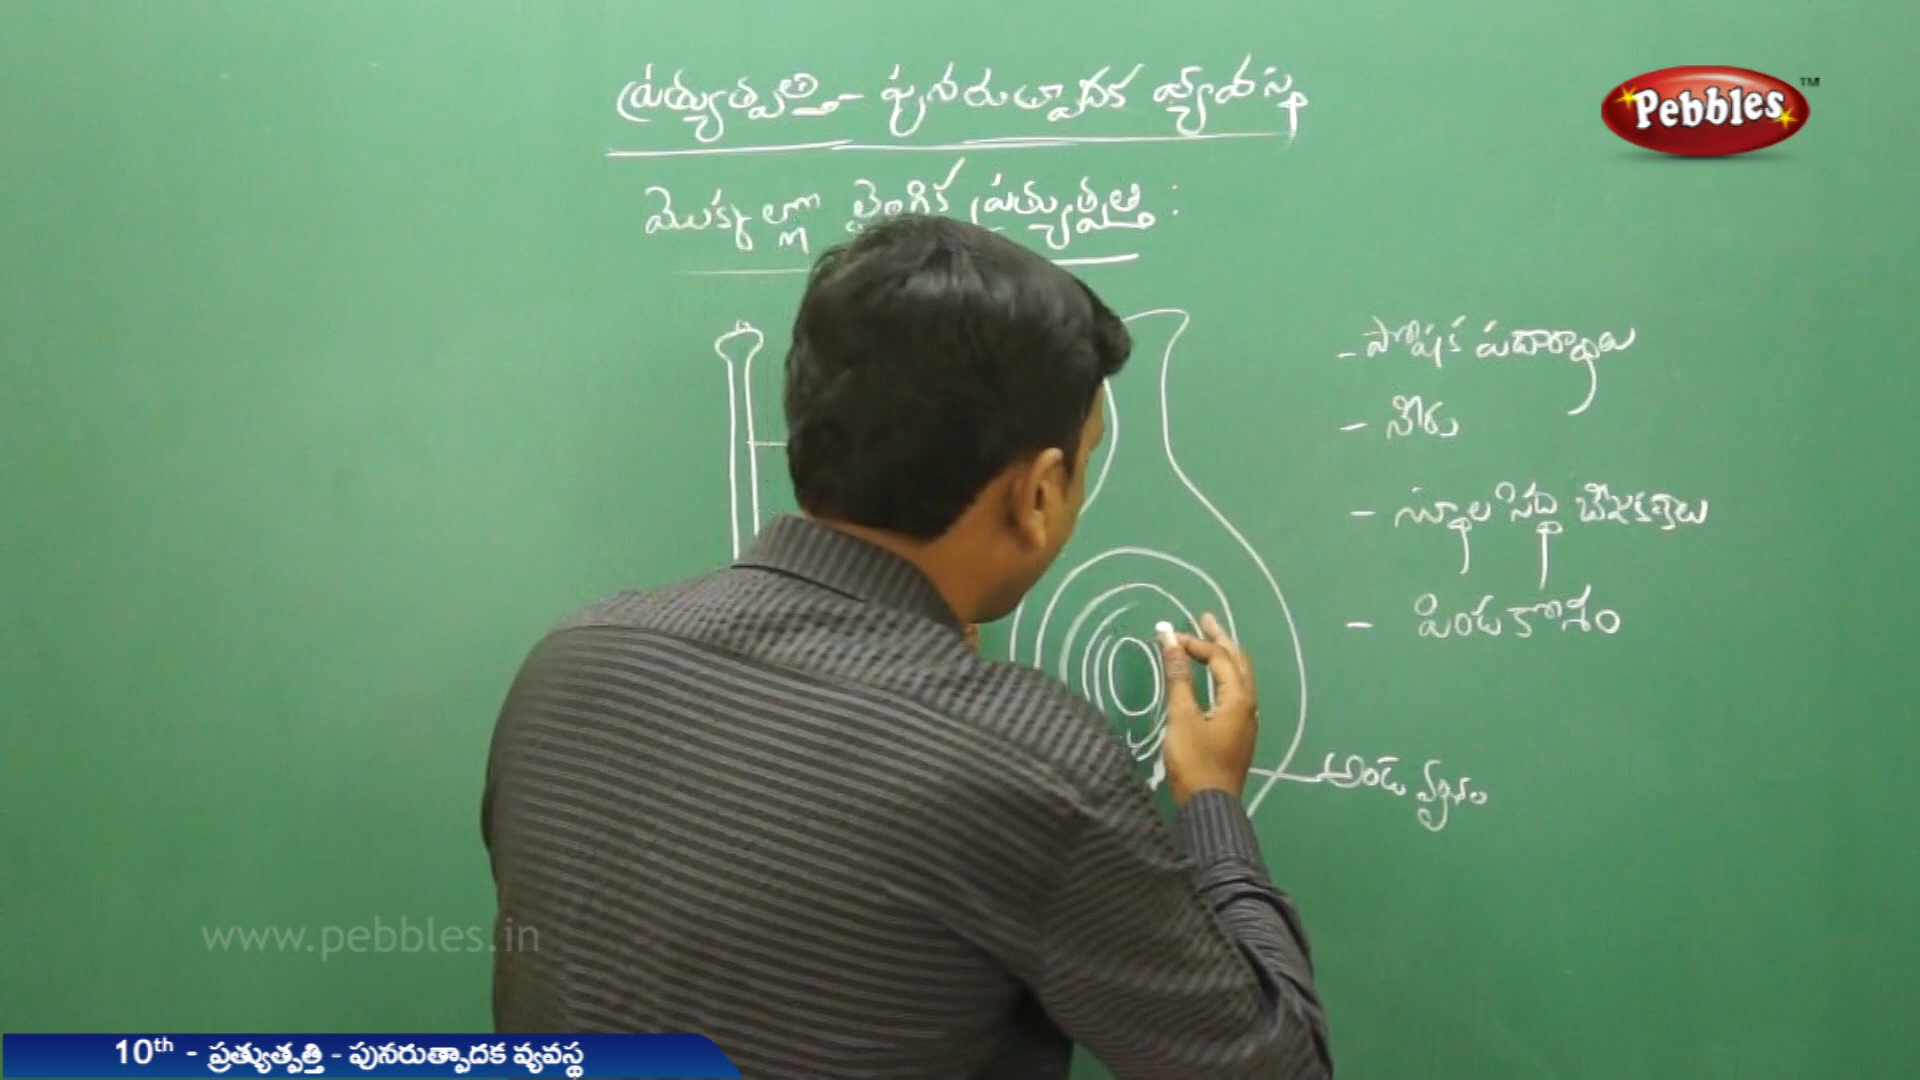 ప్రత్యుత్పత్తి - పునరుత్పాదక వ్యవస్థ
Pebbles TM
మొక్కల్లో లైంగిక ప్రత్యుత్పత్తి :
- పోషక పదార్థాలు
- నీరు
- స్థూల సిద్ధ బీజకణాలు
- పిండకోశం
అండ
www.pebbles.in
10th - ప్రత్యుత్పత్తి - పునరుత్పాదక వ్యవస్థ